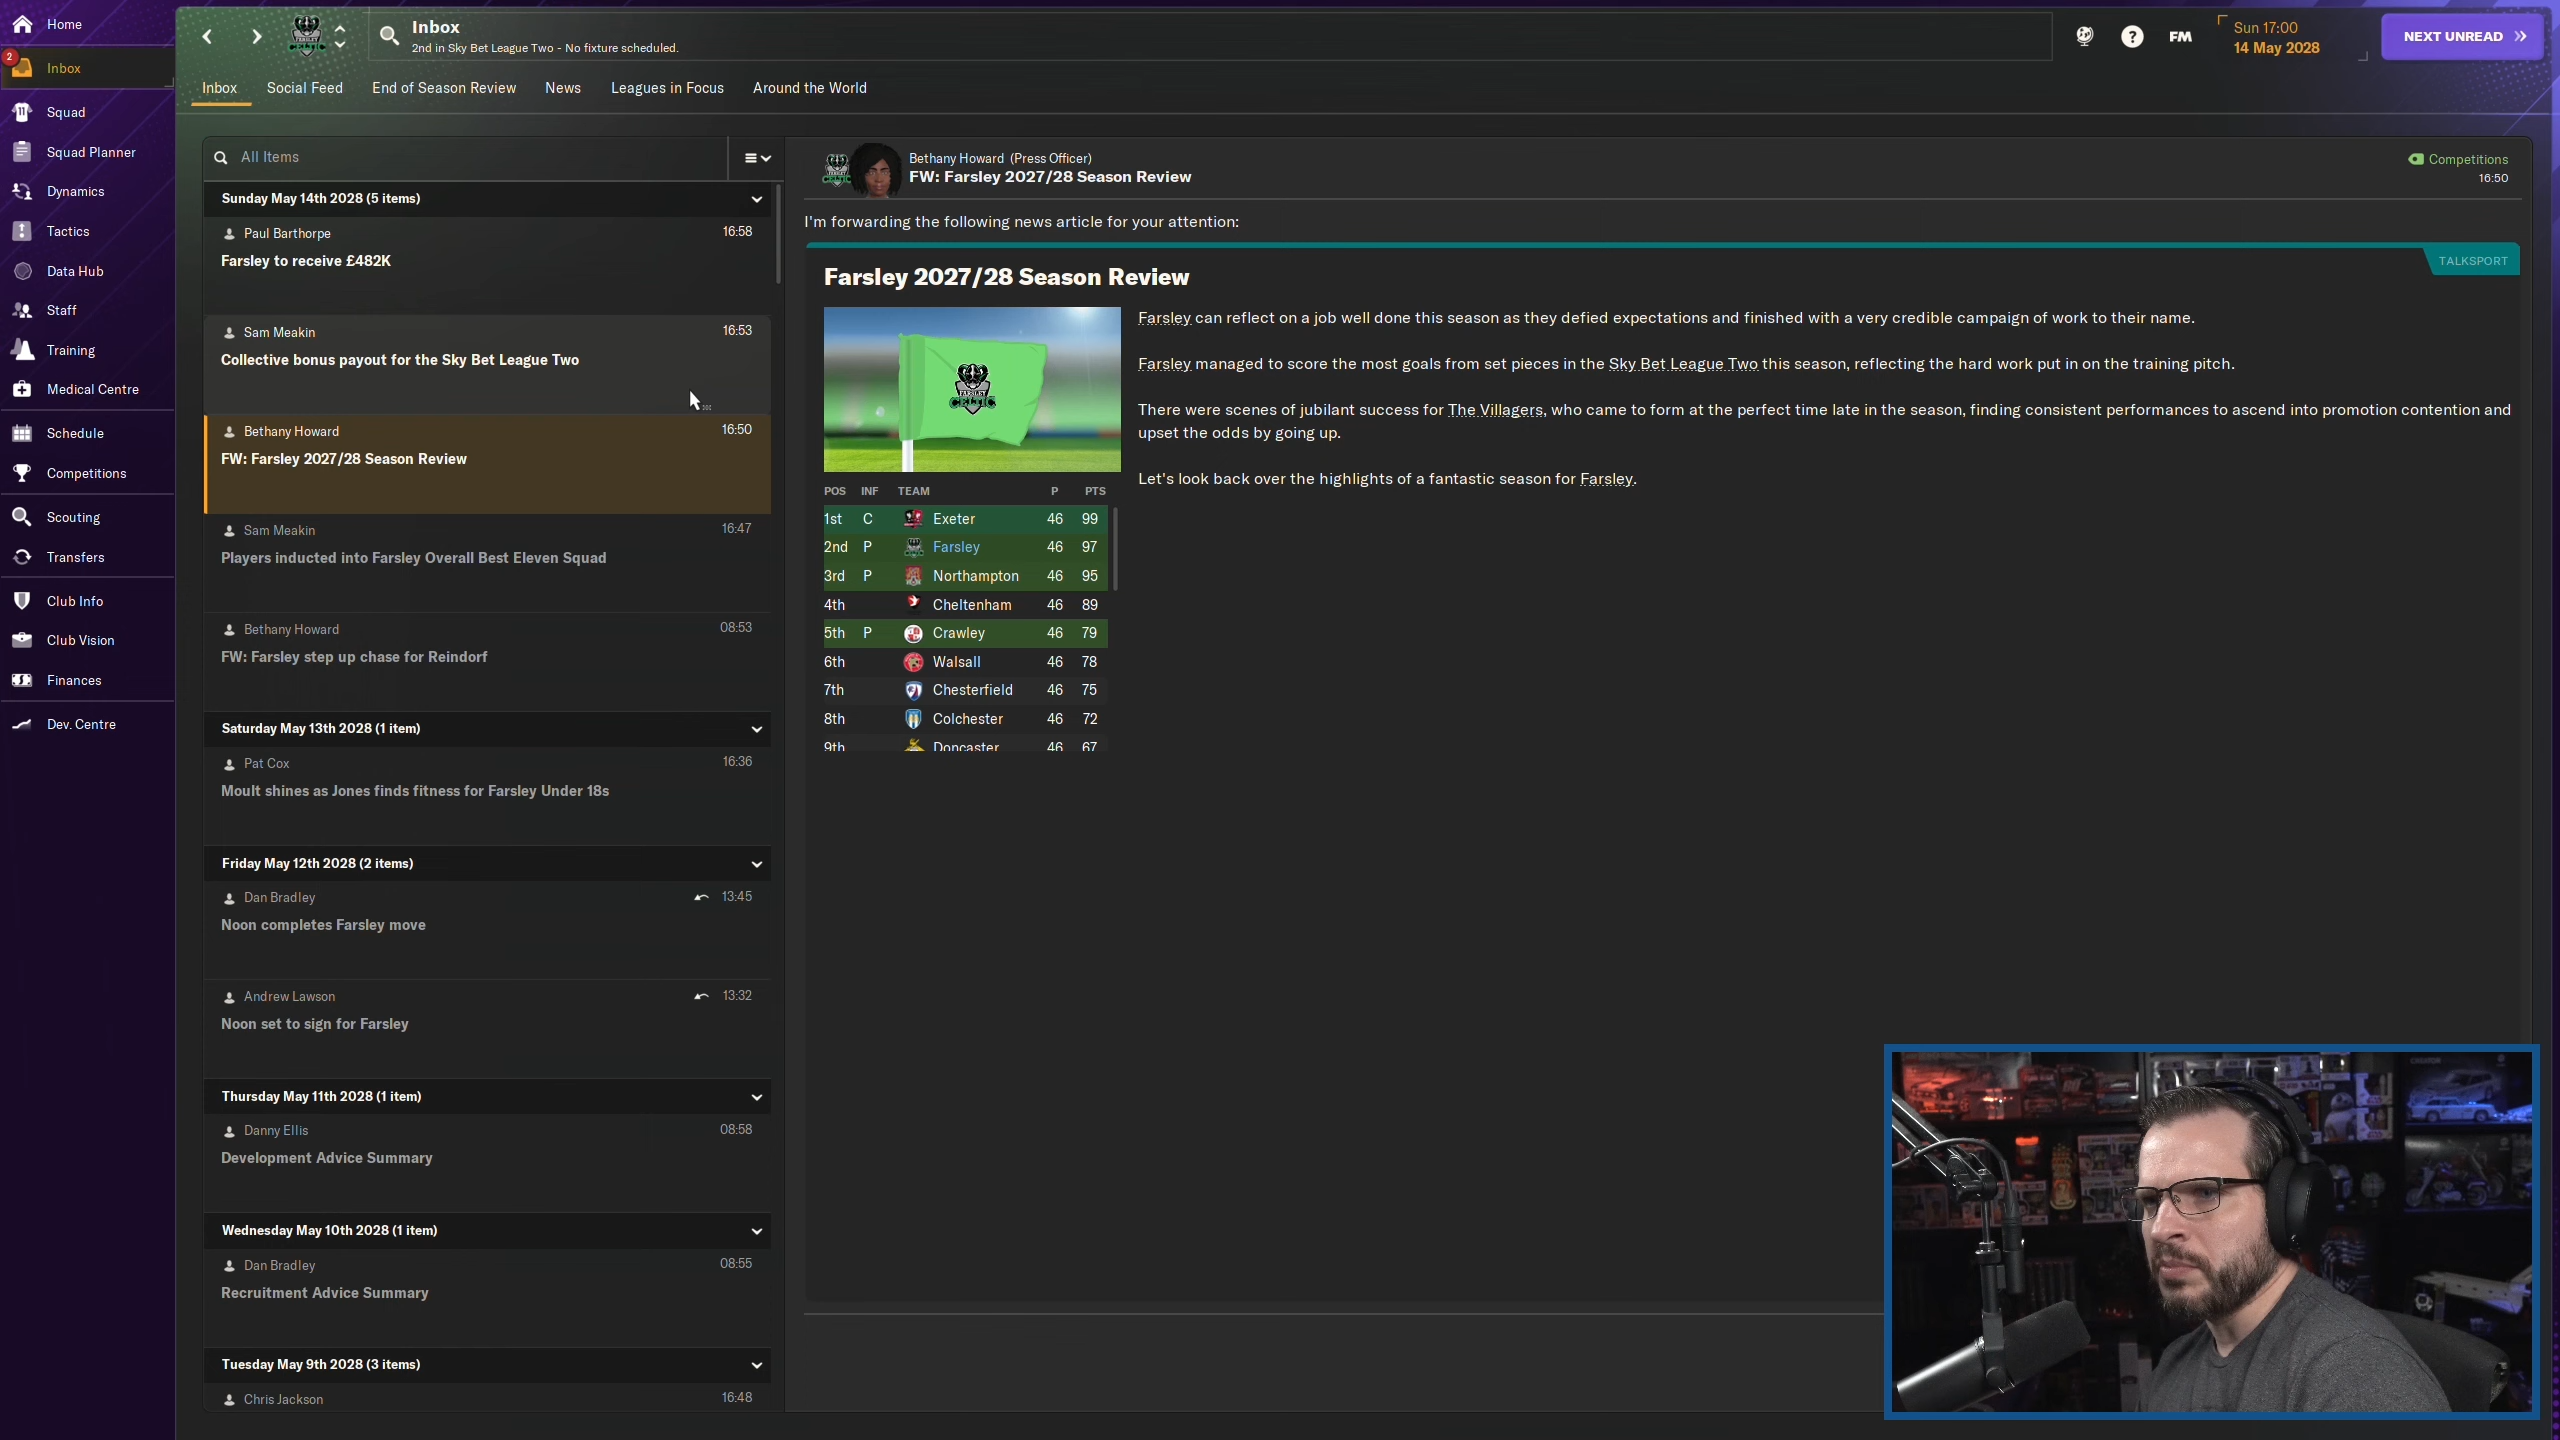 Home
2
Inbox
Squad
Squad Planner
Dynamics
Tactics
Data Hub
Staff
Training
Medical Centre
Schedule
Competitions
Scouting
Transfers
Club Info
Club Vision
Finances
Dev. Centre
Inbox
2nd in Sky Bet League Two - No fixture scheduled.
FM
Sun 17:00
14 May 2028
NEXT UNREAD
Inbox Social Feed End of Season Review News Leagues in Focus Around the World
All Items
Sunday May 14th 2028 (5 items)
Paul Barthorpe 16:58
Farsley to receive £482K
Sam Meakin 16:53
Collective bonus payout for the Sky Bet League Two
Bethany Howard 16:50
FW: Farsley 2027/28 Season Review
Sam Meakin 16:47
Players inducted into Farsley Overall Best Eleven Squad
Bethany Howard 08:53
FW: Farsley step up chase for Reindorf
Saturday May 13th 2028 (1 item)
Pat Cox 16:36
Moult shines as Jones finds fitness for Farsley Under 18s
Friday May 12th 2028 (2 items)
Dan Bradley 13:45
Noon completes Farsley move
Andrew Lawson 13:32
Noon set to sign for Farsley
Thursday May 11th 2028 (1 item)
Danny Ellis 08:58
Development Advice Summary
Wednesday May 10th 2028 (1 item)
Dan Bradley 08:55
Recruitment Advice Summary
Tuesday May 9th 2028 (3 items)
Chris Jackson 16:48
Bethany Howard (Press Officer)
FW: Farsley 2027/28 Season Review
Competitions
16:50
I'm forwarding the following news article for your attention:
TALKSPORT
Farsley 2027/28 Season Review
FARSLEY
CELTIC
Farsley can reflect on a job well done this season as they defied expectations and finished with a very credible campaign of work to their name.
Farsley managed to score the most goals from set pieces in the Sky Bet League Two this season, reflecting the hard work put in on the training pitch.
There were scenes of jubilant success for The Villagers, who came to form at the perfect time late in the season, finding consistent performances to ascend into promotion contention and
upset the odds by going up.
Let's look back over the highlights of a fantastic season for Farsley.
POS INF TEAM P PTS
1st C Exeter 46 99
2nd P Farsley 46 97
3rd P Northampton 46 95
4th Cheltenham 46 89
5th P Crawley 46 79
6th Walsall 46 78
7th Chesterfield 46 75
8th Colchester 46 72
9th Doncaster 46 67